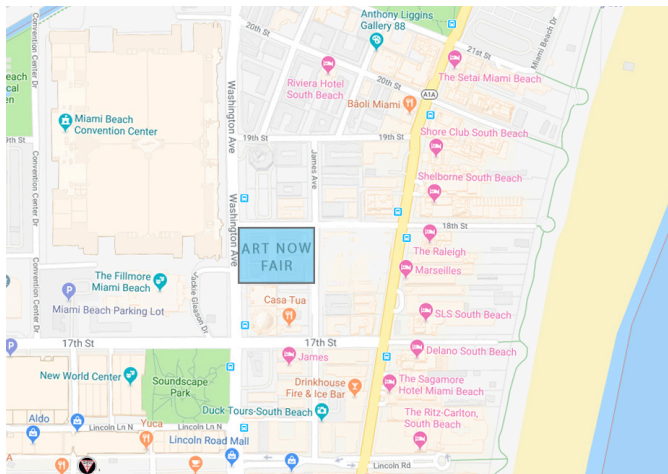 Convention Center Dr
Anthony Liggins
Gallery 88
20th St
21st St
Miami Beach Dr
The Setai Miami Beach
Riviera Hotel
South Beach
20th St
A1A
Bâoli Miami
Washington Ave
Miami Beach
Convention Center
19th St
19th St
Shore Club South Beach
Convention Center Dr
James Ave
Shelborne South Beach
Washington Ave
18th St
ART NOW
FAIR
The Raleigh
Marseilles
The Fillmore
Miami Beach
Jackie Gleason Dr
Convention Center Dr
P
Miami Beach Parking Lot
Casa Tua
SLS South Beach
17th St
17th St
P
James
Delano South Beach
New World Center
Soundscape
Park
Drinkhouse
Fire & Ice Bar
The Sagamore
Hotel Miami Beach
Duck Tours-South Beach
Aldo
Lincoln Ln N
Yuca
Lincoln Ln N
Lincoln Road Mall
The Ritz-Carlton,
South Beach
Lincoln Rd